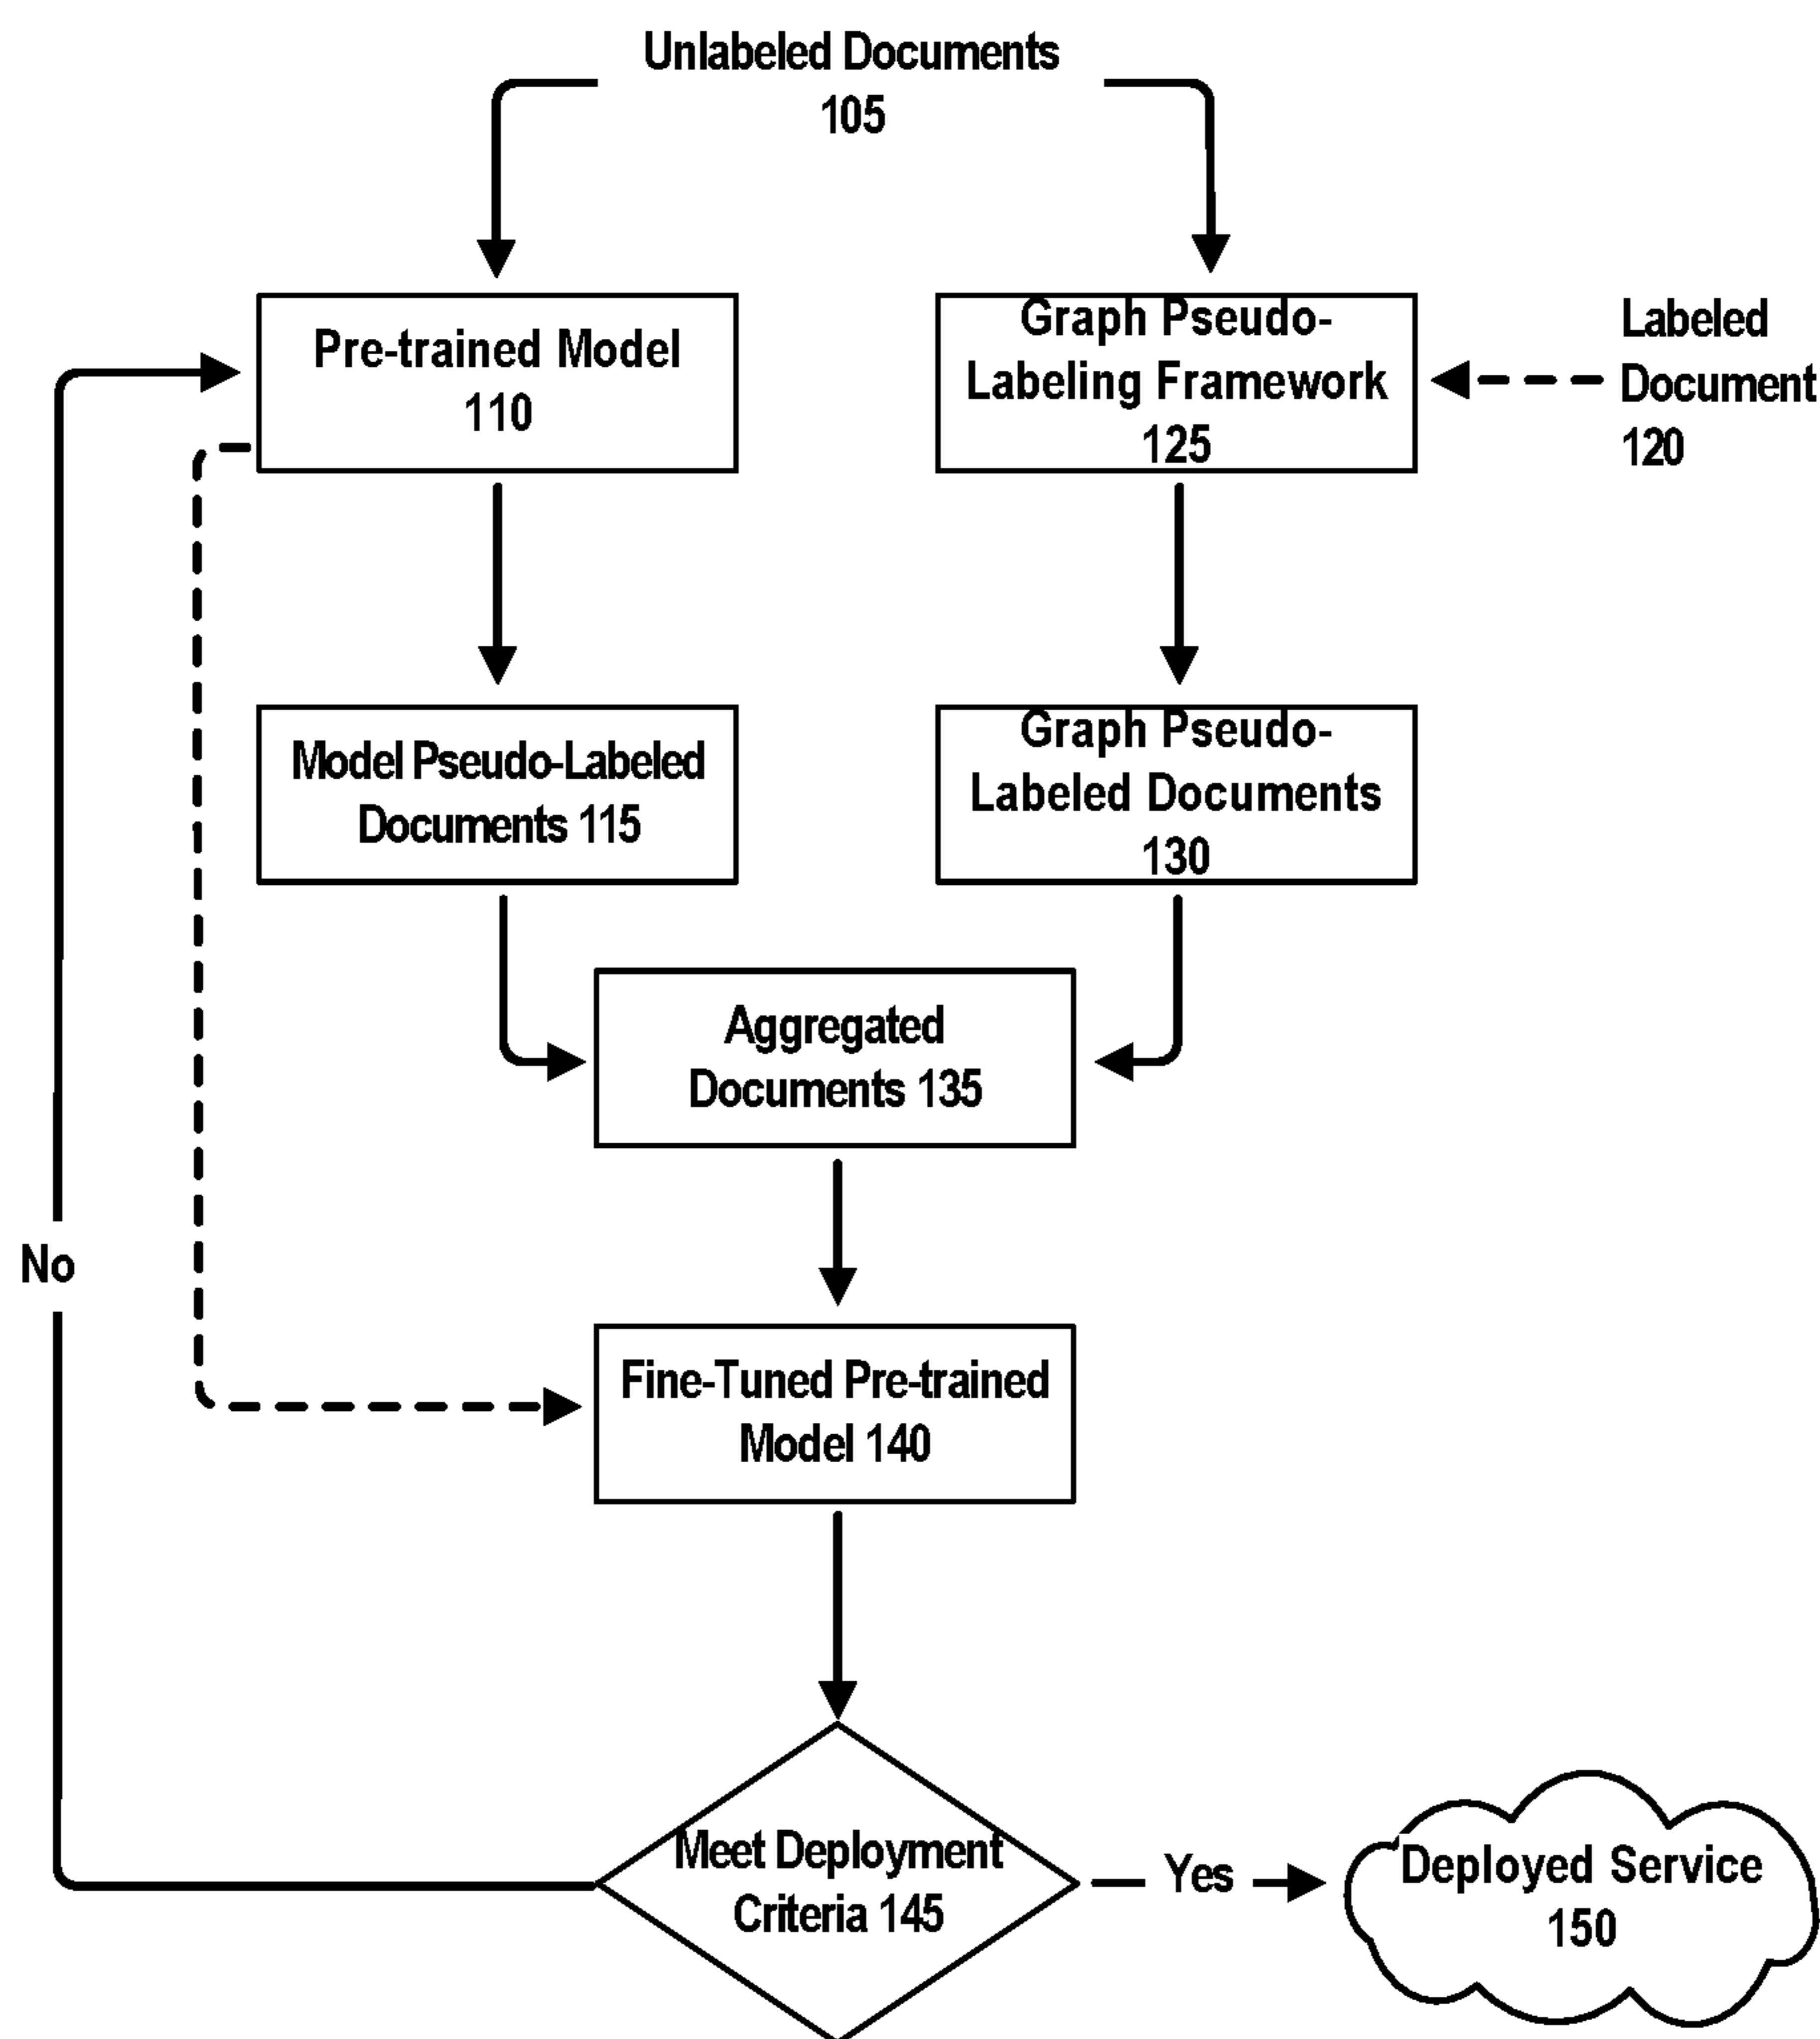 Unlabeled Documents
105
Pre-trained Model
110
Graph Pseudo-
Labeling Framework
125
Labeled
Document
120
Model Pseudo-Labeled
Documents 115
Graph Pseudo-
Labeled Documents
130
Aggregated
Documents 135
No
Fine-Tuned Pre-trained
Model 140
Meet Deployment
Criteria 145
Yes
Deployed Service
150